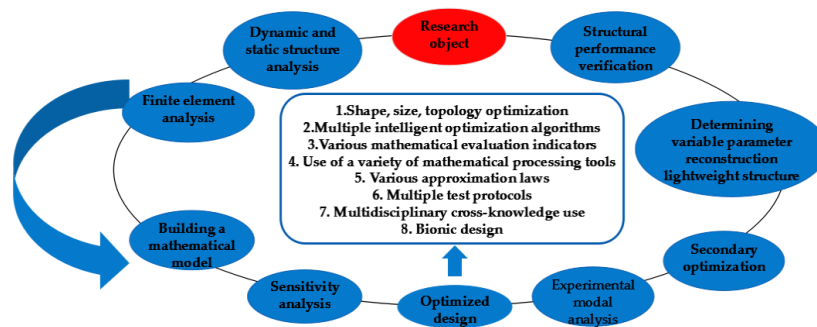 Research
object
Dynamic and
static structure
analysis
Structural
performance
verification
Finite element
analysis
1.Shape, size, topology optimization
2.Multiple intelligent optimization algorithms
3.Various mathematical evaluation indicators
4. Use of a variety of mathematical processing tools
5. Various approximation laws
6. Multiple test protocols
7. Multidisciplinary cross-knowledge use
8. Bionic design
Determining
variable parameter
reconstruction
lightweight structure
Building a
mathematical
model
Secondary
optimization
Sensitivity
analysis
Optimized
design
Experimental
modal
analysis